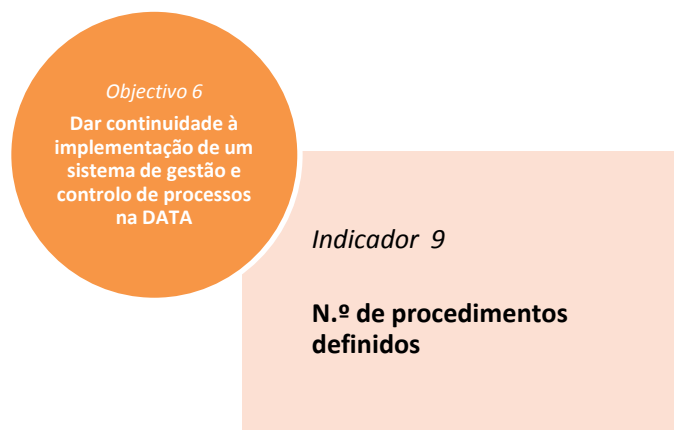 Objectivo 6
Dar continuidade à
implementação de um
sistema de gestão e
controlo de processos
na DATA
Indicador 9
N.º de procedimentos
definidos